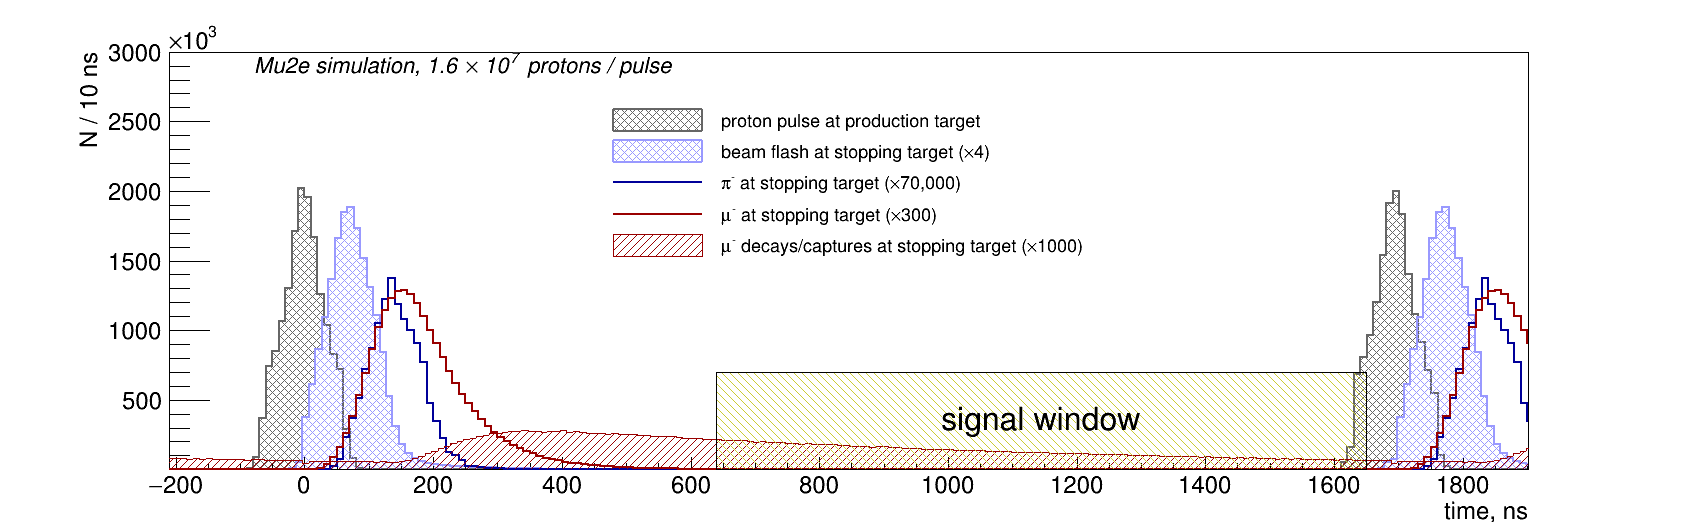 ×10³
3000
2500
2000
1500
1000
500
N / 10 ns
Mu2e simulation, 1.6 × 10⁷ protons / pulse
proton pulse at production target
beam flash at stopping target (×4)
π⁻ at stopping target (×70,000)
μ⁻ at stopping target (×300)
μ⁻ decays/captures at stopping target (×1000)
signal window
−200 0 200 400 600 800 1000 1200 1400 1600 1800
time, ns